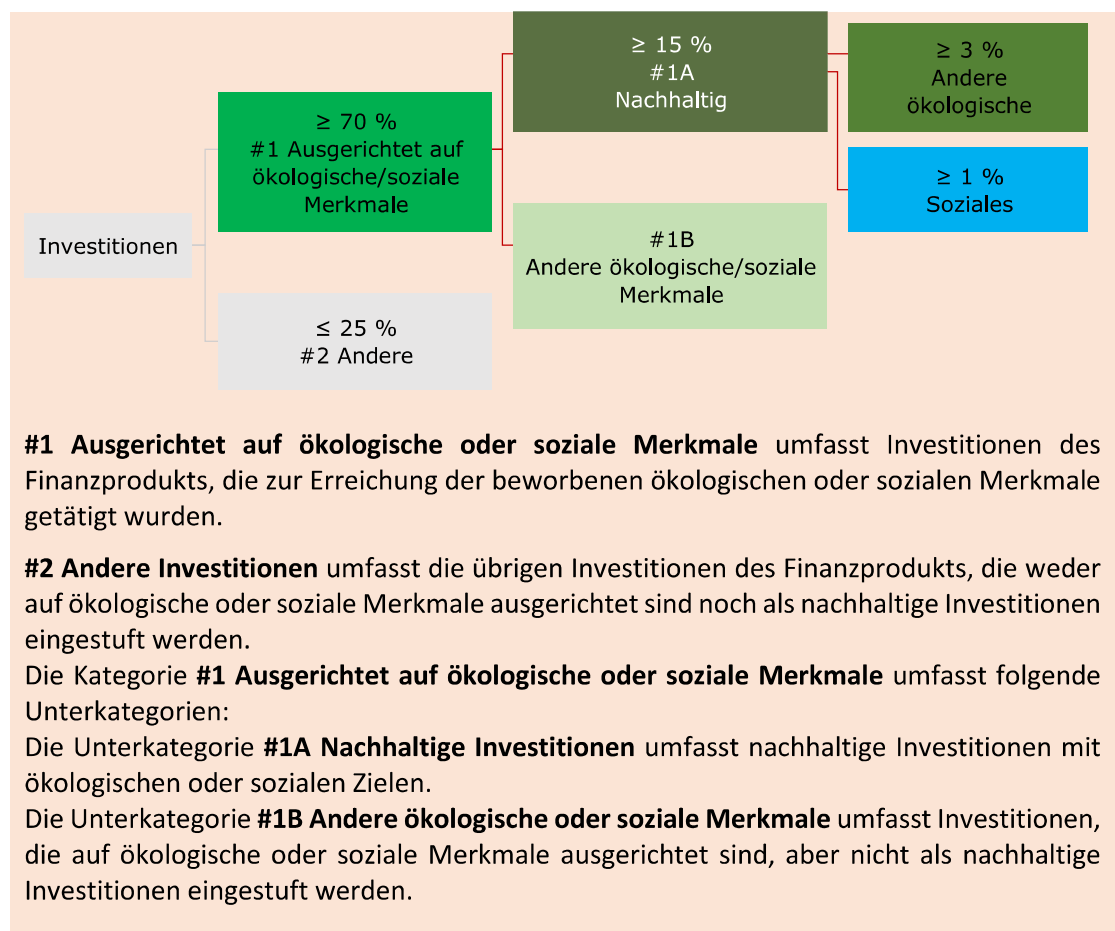 Investitionen
≥ 70 %
#1 Ausgerichtet auf
ökologische/soziale
Merkmale
≤ 25 %
#2 Andere
≥ 15 %
#1A
Nachhaltig
#1B
Andere ökologische/soziale
Merkmale
≥ 3 %
Andere
ökologische
≥ 1 %
Soziales
#1 Ausgerichtet auf ökologische oder soziale Merkmale umfasst Investitionen des
Finanzprodukts, die zur Erreichung der beworbenen ökologischen oder sozialen Merkmale
getätigt wurden.
#2 Andere Investitionen umfasst die übrigen Investitionen des Finanzprodukts, die weder
auf ökologische oder soziale Merkmale ausgerichtet sind noch als nachhaltige Investitionen
eingestuft werden.
Die Kategorie #1 Ausgerichtet auf ökologische oder soziale Merkmale umfasst folgende
Unterkategorien:
Die Unterkategorie #1A Nachhaltige Investitionen umfasst nachhaltige Investitionen mit
ökologischen oder sozialen Zielen.
Die Unterkategorie #1B Andere ökologische oder soziale Merkmale umfasst Investitionen,
die auf ökologische oder soziale Merkmale ausgerichtet sind, aber nicht als nachhaltige
Investitionen eingestuft werden.